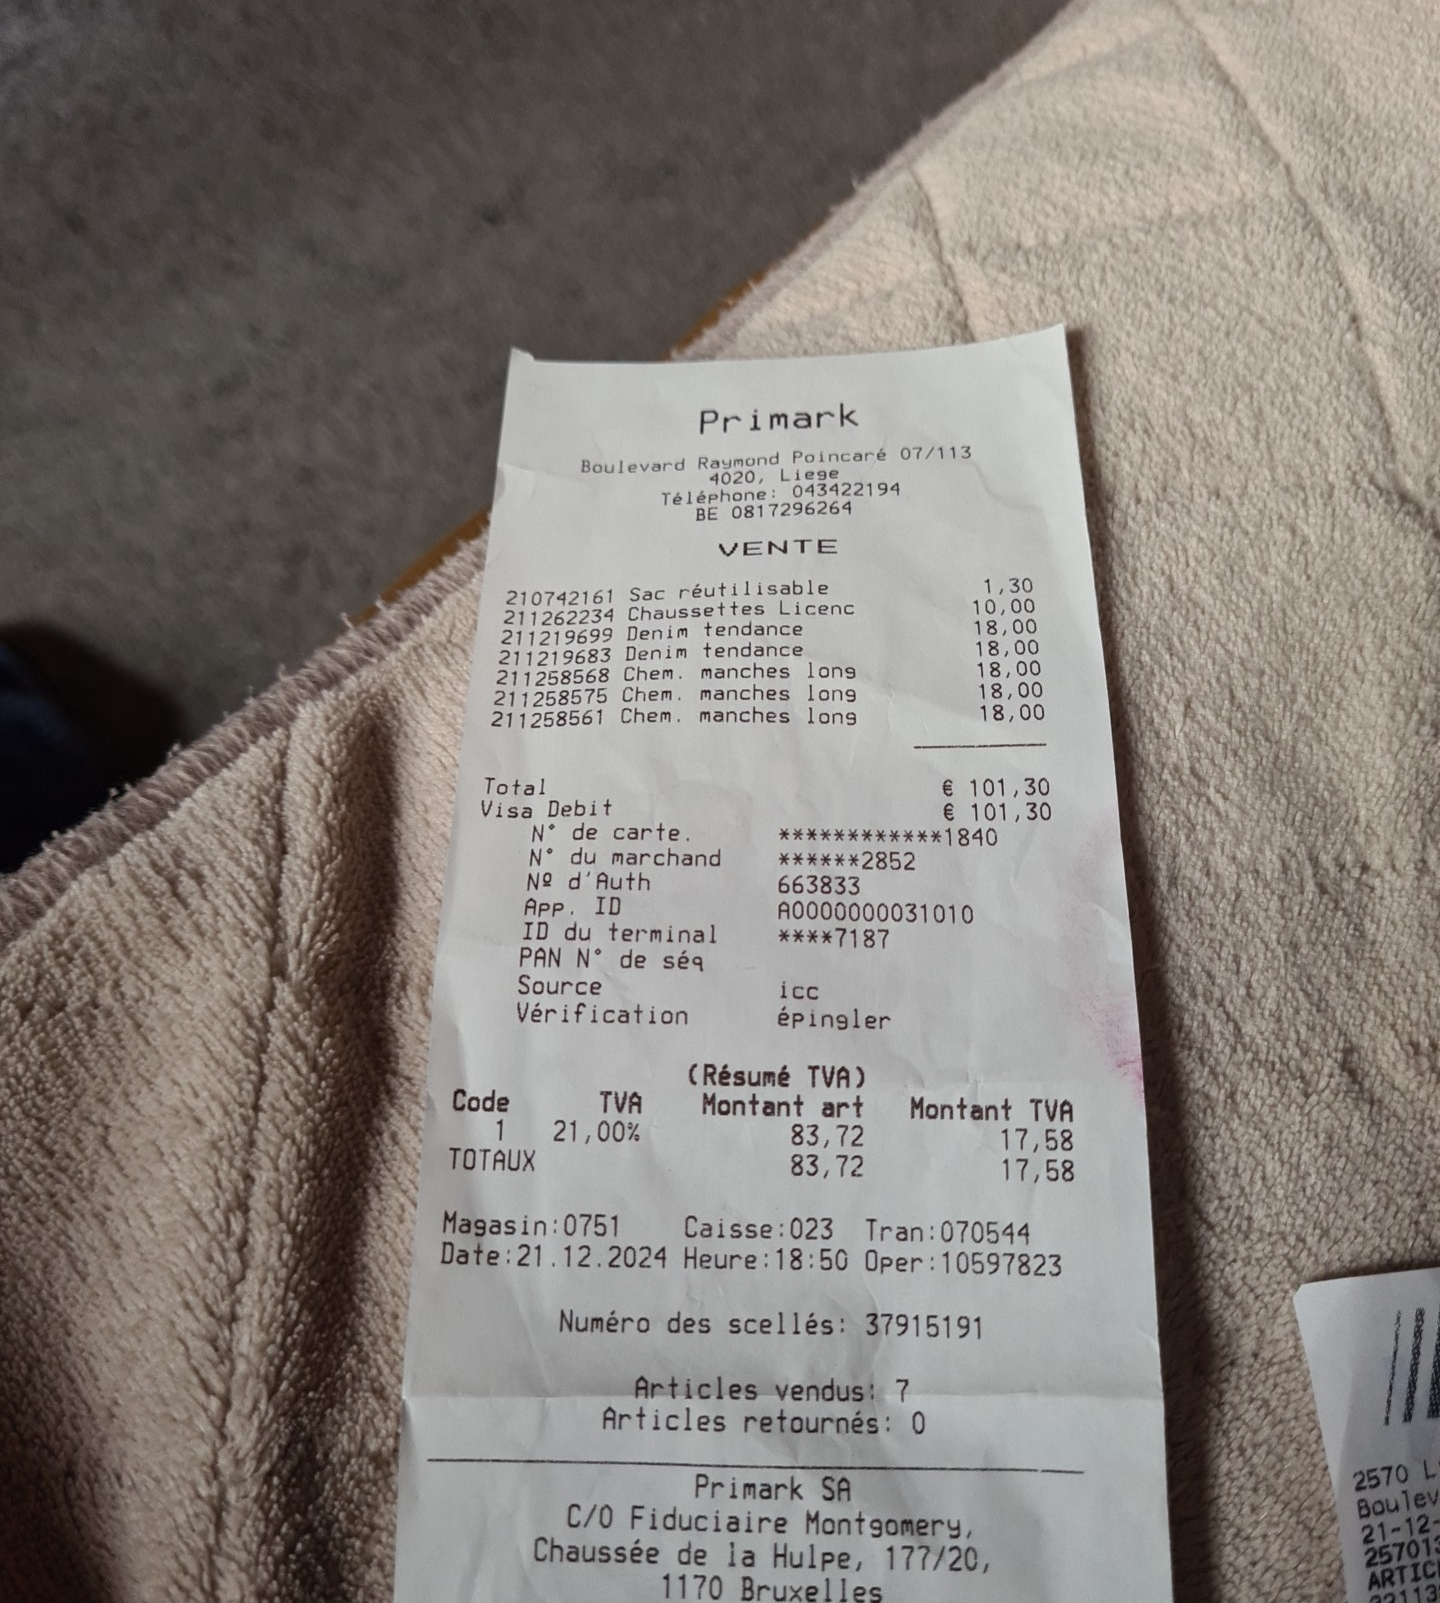 Primark
Boulevard Raymond Poincaré 07/113
4020, Liege
Téléphone: 043422194
BE 0817296264
VENTE
210742161 Sac réutilisable 1,30
211262234 Chaussettes Licenc 10,00
211219699 Denim tendance 18,00
211219683 Denim tendance 18,00
211258568 Chem. manches long 18,00
211258575 Chem. manches long 18,00
211258561 Chem. manches long 18,00
Total € 101,30
Visa Debit € 101,30
N° de carte. ************1840
N° du marchand ******2852
Nº d'Auth 663833
App. ID A0000000031010
ID du terminal ****7187
PAN N° de séq
Source icc
Vérification épingler
(Résumé TVA)
Code TVA Montant art Montant TVA
1 21,00% 83,72 17,58
TOTAUX 83,72 17,58
Magasin:0751 Caisse:023 Tran:070544
Date:21.12.2024 Heure:18:50 Oper:10597823
Numéro des scellés: 37915191
Articles vendus: 7
Articles retournés: 0
Primark SA
C/O Fiduciaire Montgomery,
Chaussée de la Hulpe, 177/20,
1170 Bruxelles
2570 L
Boulev
21-12-
257013
ARTIC